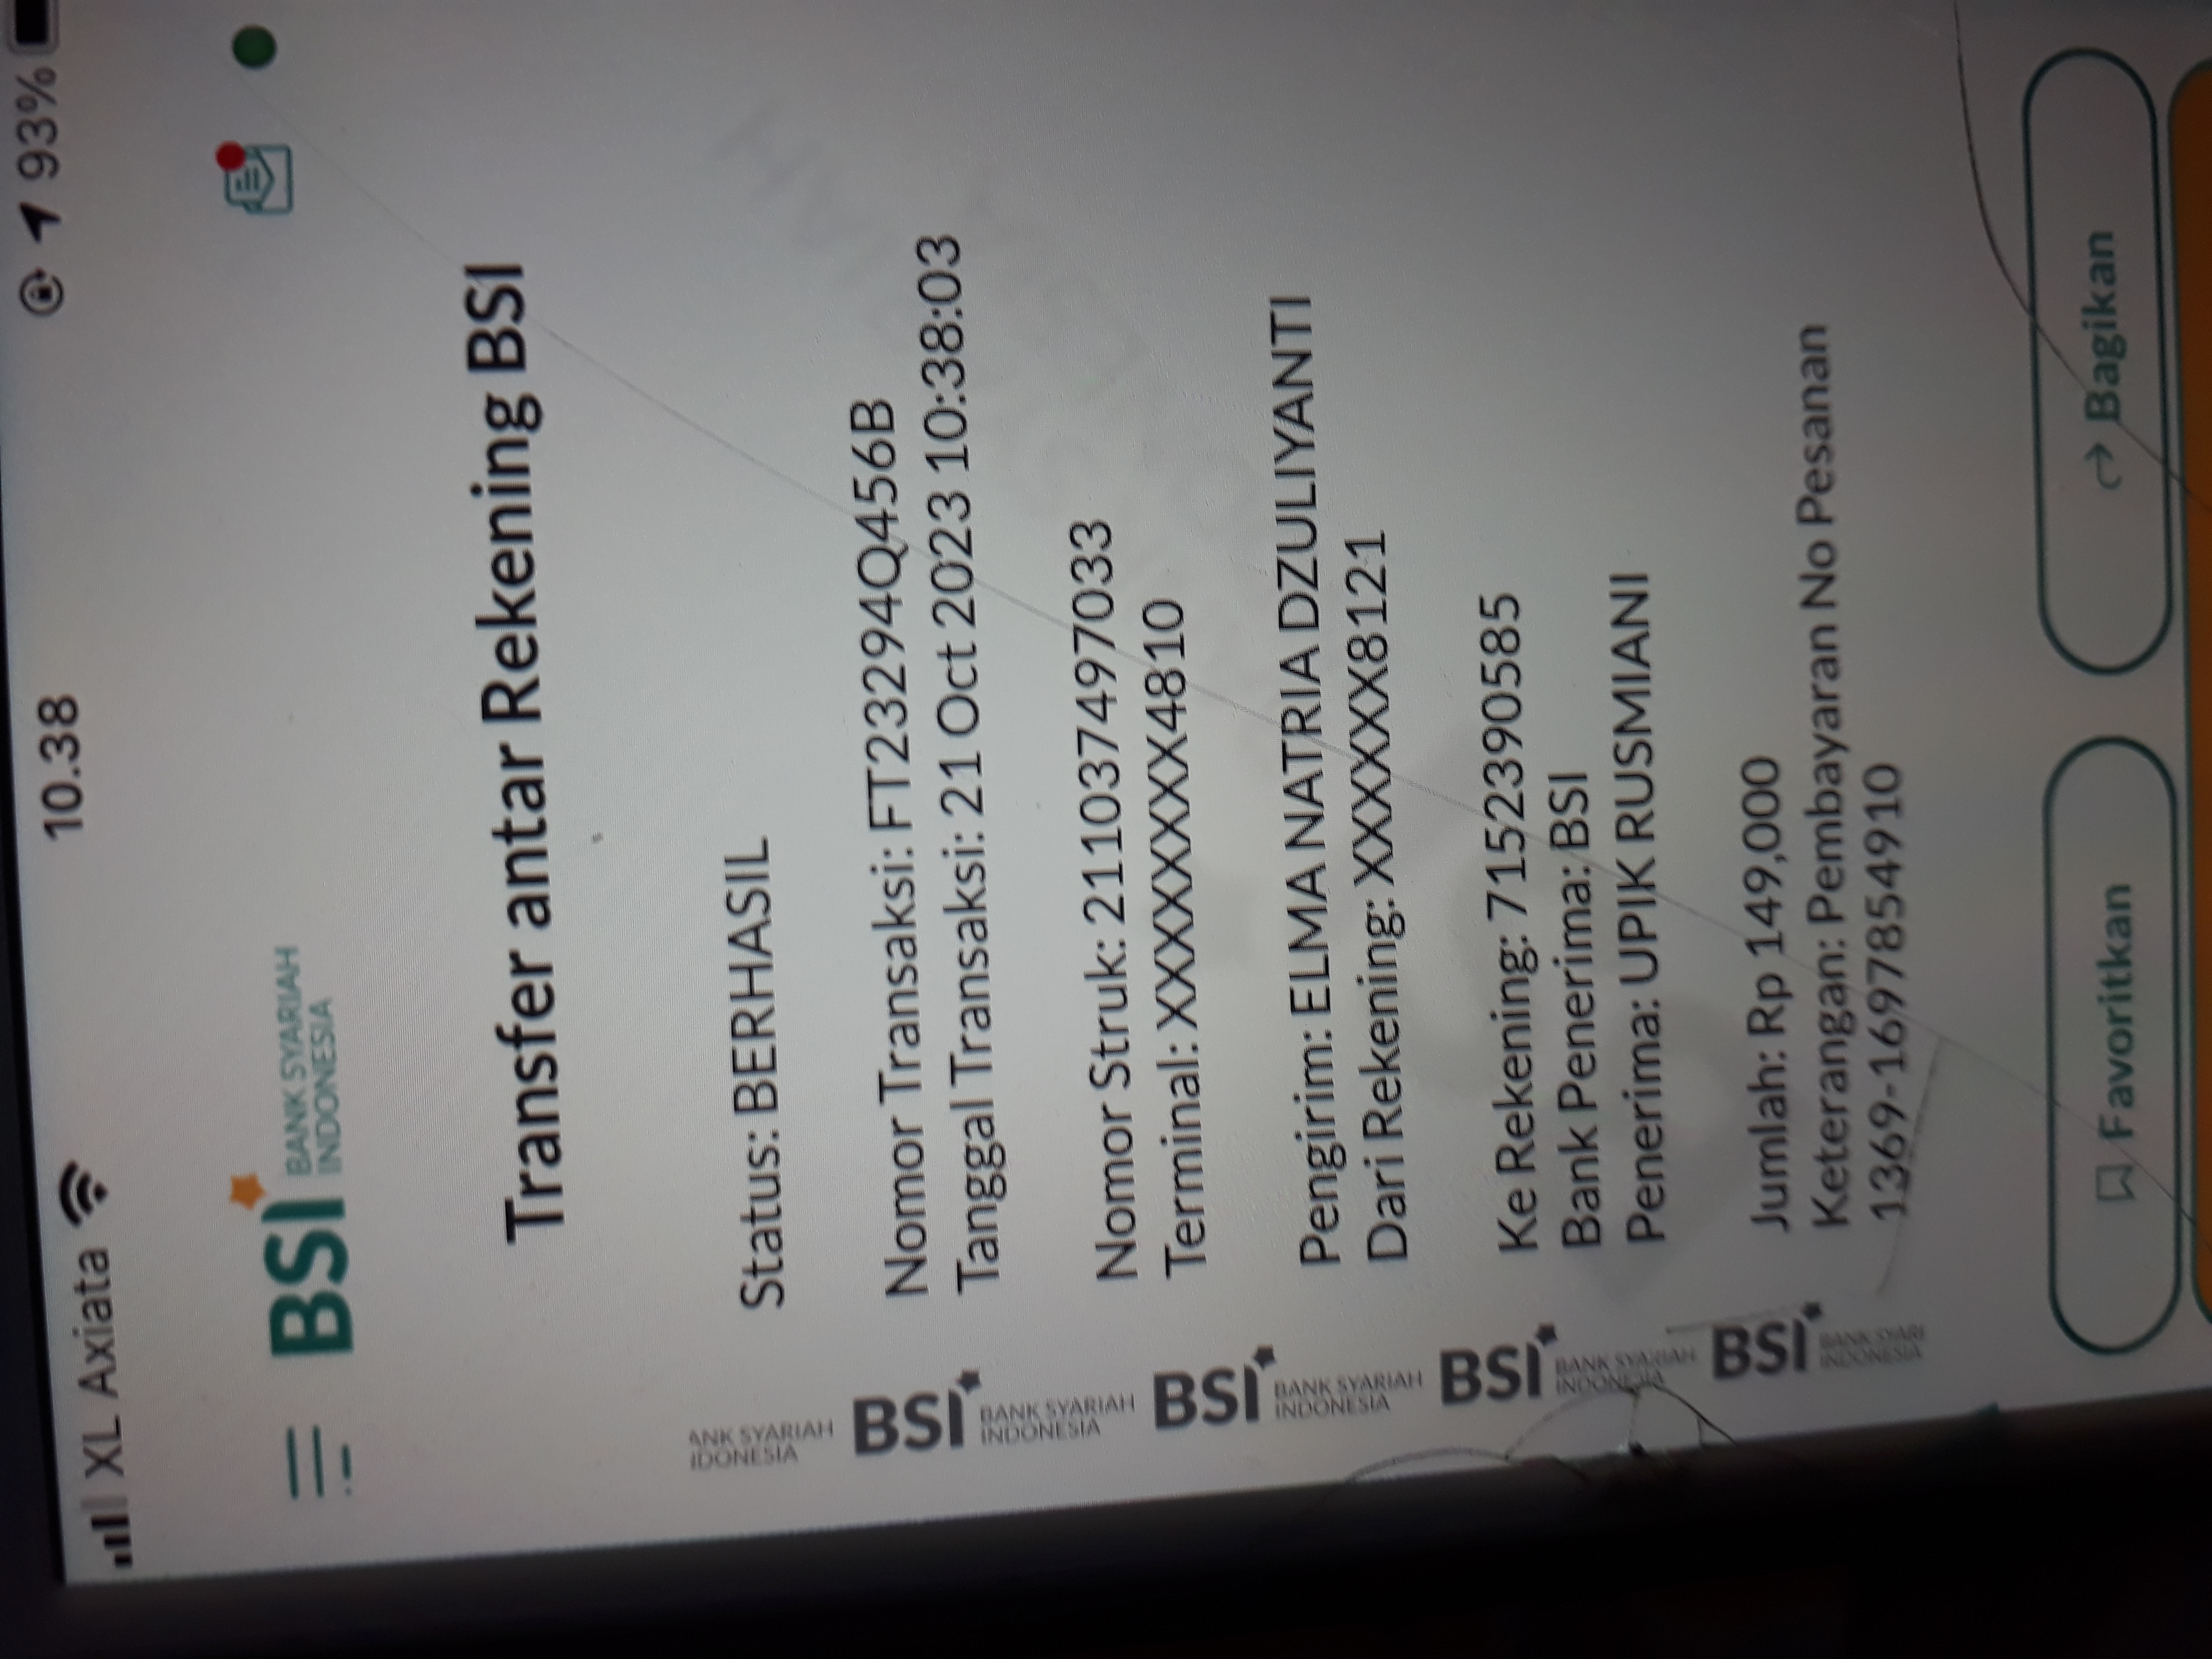 XL Axiata 10.38 93%
BSI BANK SYARIAH
INDONESIA
Transfer antar Rekening BSI
Status: BERHASIL
Nomor Transaksi: FT23294Q456B
Tanggal Transaksi: 21 Oct 2023 10:38:03
Nomor Struk: 211037497033
Terminal: XXXXXXXX4810
Pengirim: ELMA NATRIA DZULIYANTI
Dari Rekening: XXXXXX8121
Ke Rekening: 7152390585
Bank Penerima: BSI
Penerima: UPIK RUSMIANI
Jumlah: Rp 149,000
Keterangan: Pembayaran No Pesanan
1369-1697854910
Favoritkan
Bagikan
ANK SYARIAH
IDONESIA
BSI BANK SYARIAH
INDONESIA
BSI BANK SYARIAH
INDONESIA
BSI BANK SYARIAH
INDONESIA
BSI BANK SYARI
INDONESIA